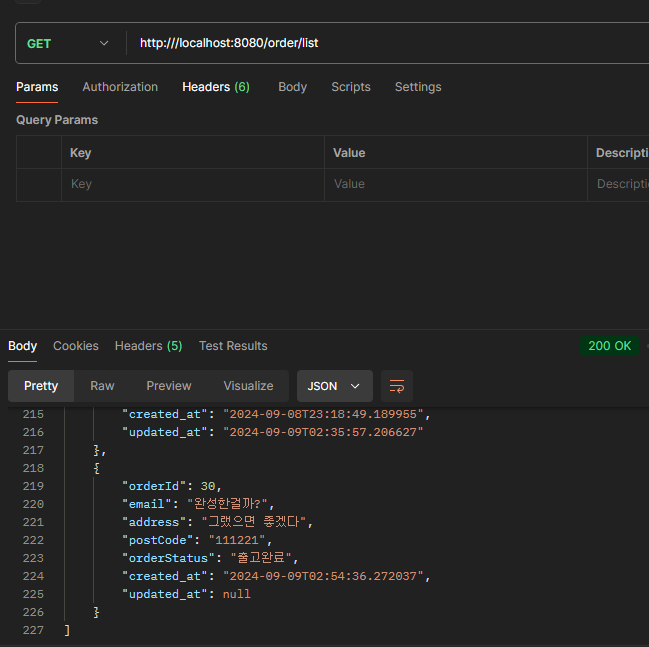 GET http:///localhost:8080/order/list
Params Authorization Headers (6) Body Scripts Settings
Query Params
Key Value Descripti
Key Value Descripti
Body Cookies Headers (5) Test Results 200 OK
Pretty Raw Preview Visualize JSON
215 "created_at": "2024-09-08T23:18:49.189955",
216 "updated_at": "2024-09-09T02:35:57.206627"
217 },
218 {
219 "orderId": 30,
220 "email": "완성한걸까?",
221 "address": "그랬으면 좋겠다",
222 "postCode": "111221",
223 "orderStatus": "출고완료",
224 "created_at": "2024-09-09T02:54:36.272037",
225 "updated_at": null
226 }
227 ]